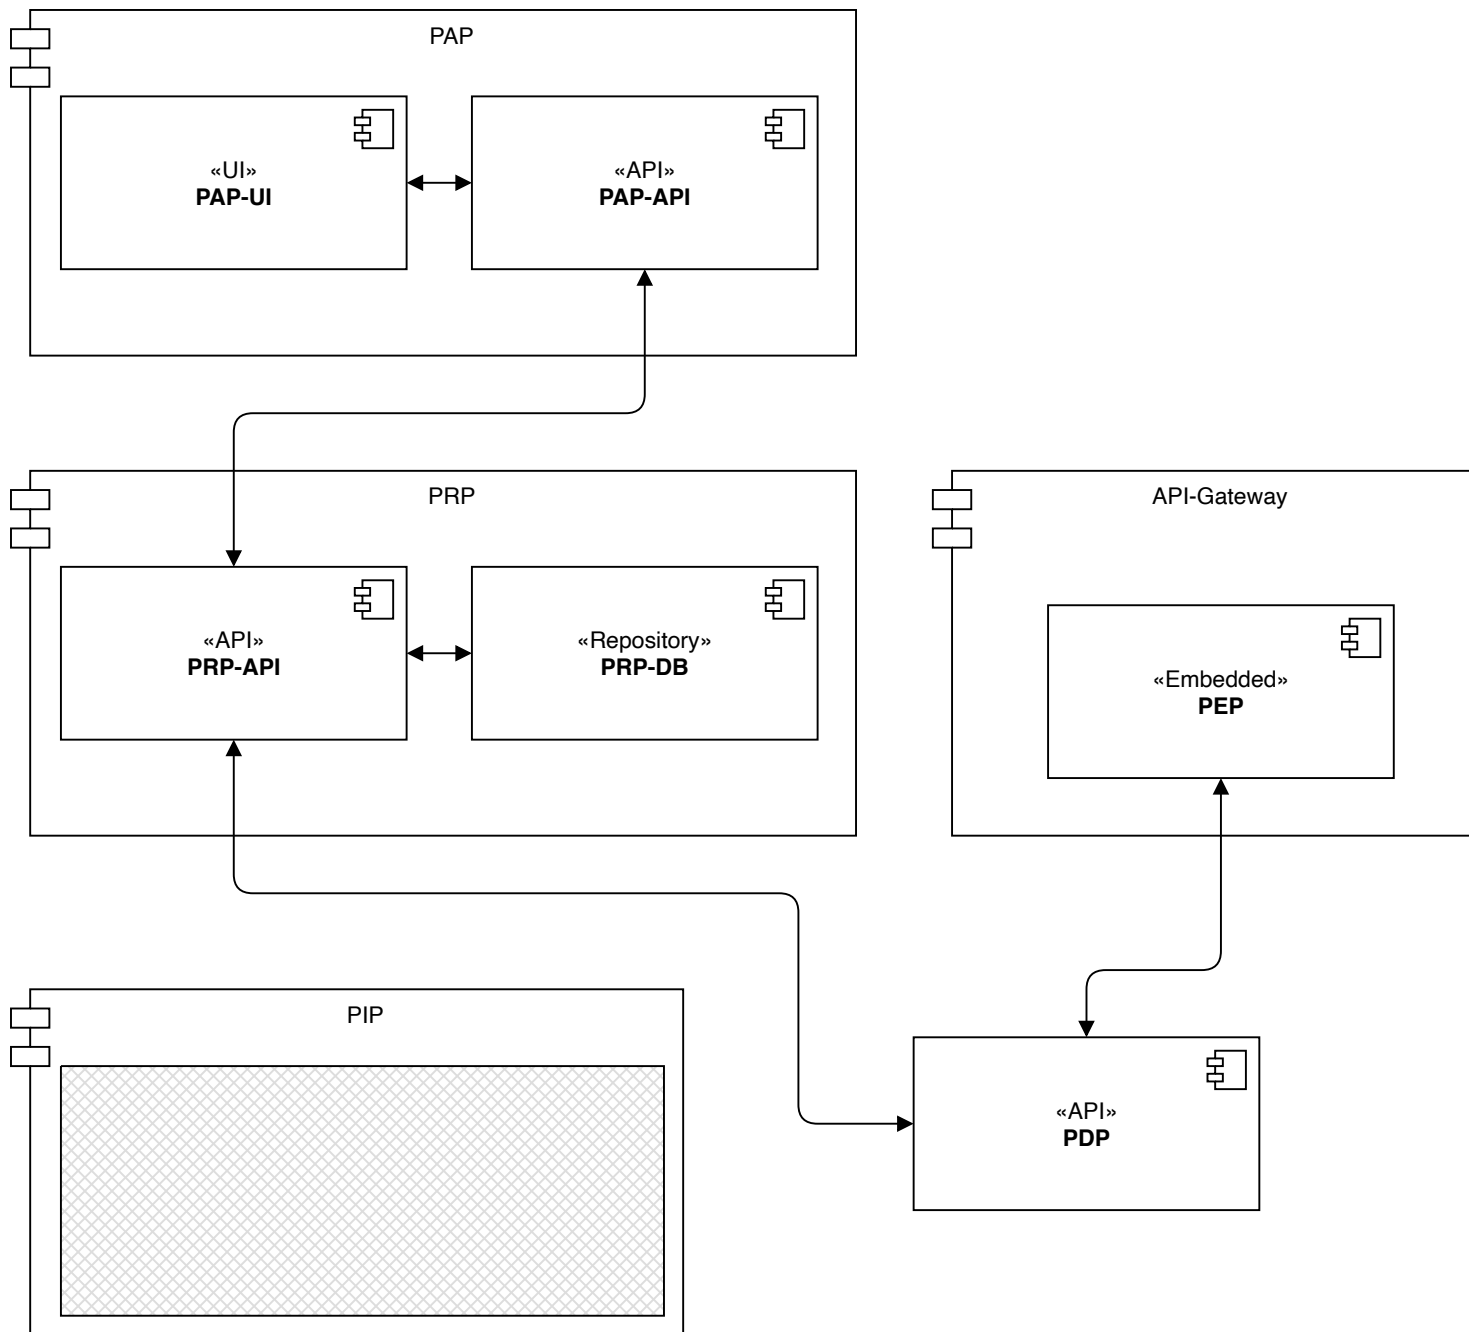 PAP
«UI»
PAP-UI
«API»
PAP-API
PRP
«API»
PRP-API
«Repository»
PRP-DB
API-Gateway
«Embedded»
PEP
PIP
«API»
PDP